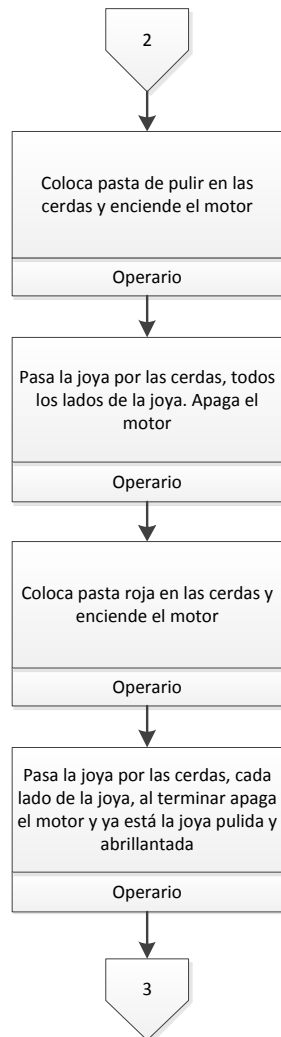 2
Coloca pasta de pulir en las
cerdas y enciende el motor
Operario
Pasa la joya por las cerdas, todos
los lados de la joya. Apaga el
motor
Operario
Coloca pasta roja en las cerdas y
enciende el motor
Operario
Pasa la joya por las cerdas, cada
lado de la joya, al terminar apaga
el motor y ya está la joya pulida y
abrillantada
Operario
3